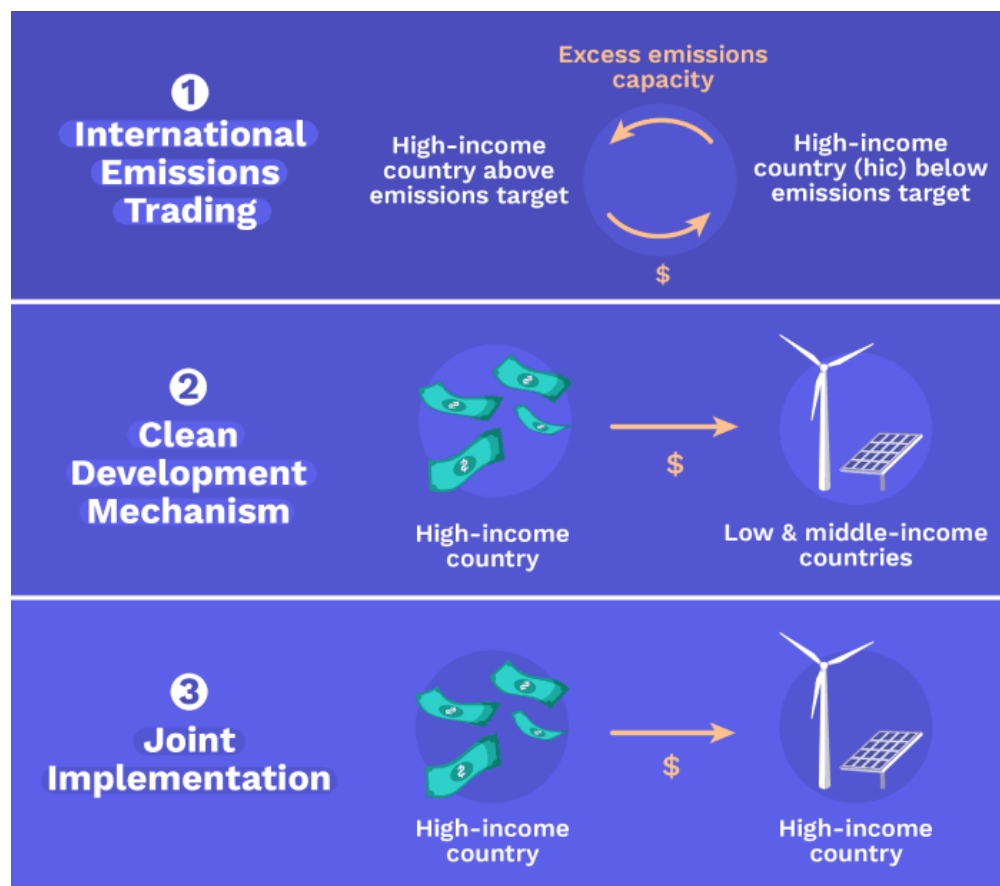 1
International
Emissions
Trading
Excess emissions
capacity
High-income
country above
emissions target
High-income
country (hic) below
emissions target
$
2
Clean
Development
Mechanism
High-income
country
$
Low & middle-income
countries
3
Joint
Implementation
High-income
country
$
High-income
country